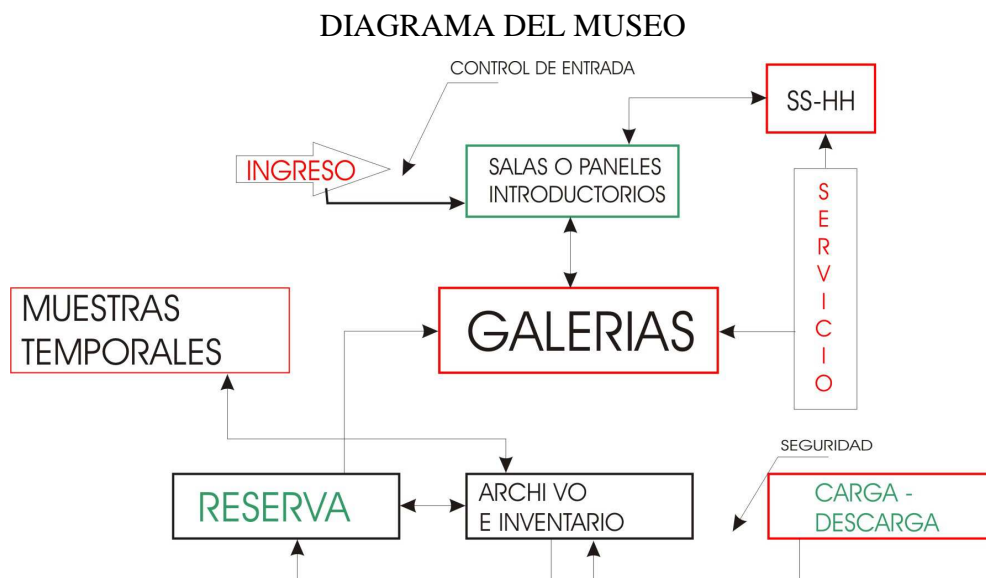 DIAGRAMA DEL MUSEO
CONTROL DE ENTRADA
SS-HH
INGRESO
SALAS O PANELES
INTRODUCTORIOS
SERVICIO
MUESTRAS
TEMPORALES
GALERIAS
SEGURIDAD
RESERVA
ARCHI VO
E INVENTARIO
CARGA -
DESCARGA